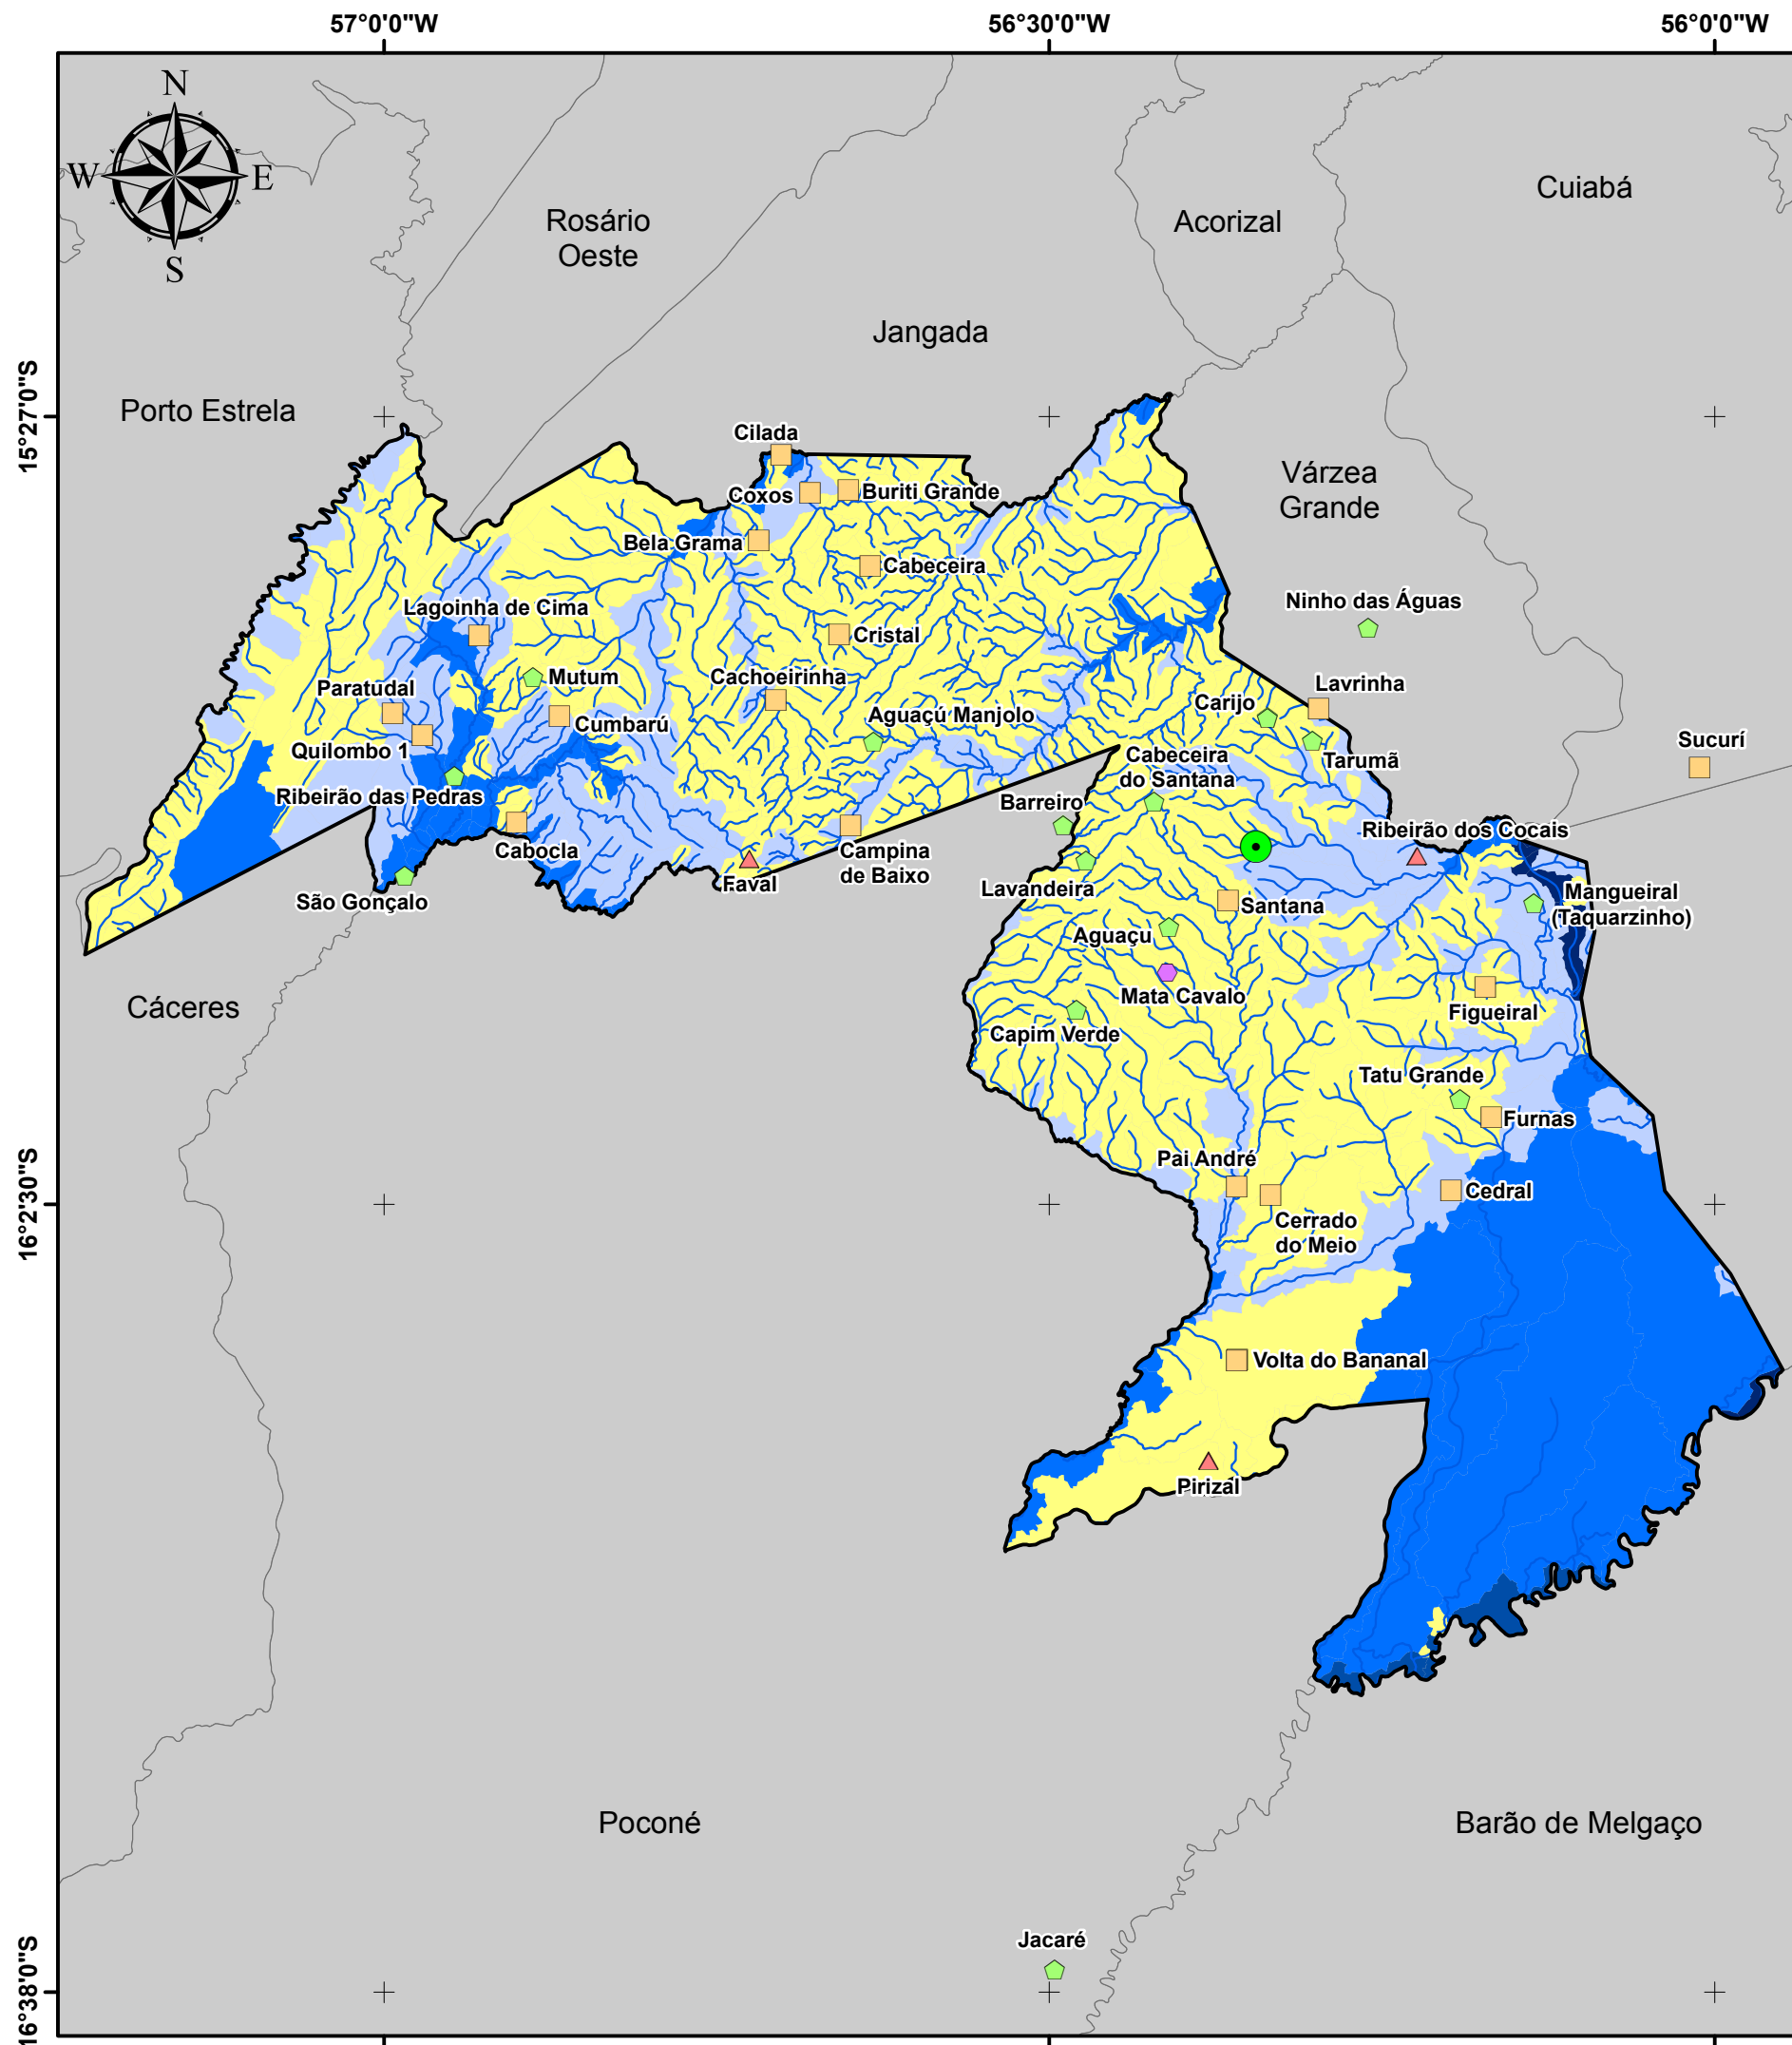 57°0'0"W
56°30'0"W
56°0'0"W
N
W
E
S
Cuiabá
Rosário
Oeste
Acorizal
Jangada
15°27'0"S
Porto Estrela
Cilada
Várzea
Grande
Coxos
Buriti Grande
Bela Grama
Cabeceira
Lagoinha de Cima
Ninho das Águas
Cristal
Mutum
Cachoeirinha
Paratudal
Lavrinha
Carijo
Aguaçú Manjolo
Cumbarú
Quilombo 1
Sucurí
Cabeceira
do Santana
Tarumã
Ribeirão das Pedras
Barreiro
Ribeirão dos Cocais
Cabocla
Campina
de Baixo
Faval
Lavandeira
Mangueiral
(Taquarzinho)
São Gonçalo
Santana
Aguaçu
Mata Cavalo
Cáceres
Figueiral
Capim Verde
Tatu Grande
Furnas
Pai André
Cedral
16°2'30"S
Cerrado
do Meio
Volta do Bananal
Pirizal
Poconé
Barão de Melgaço
Jacaré
16°38'0"S